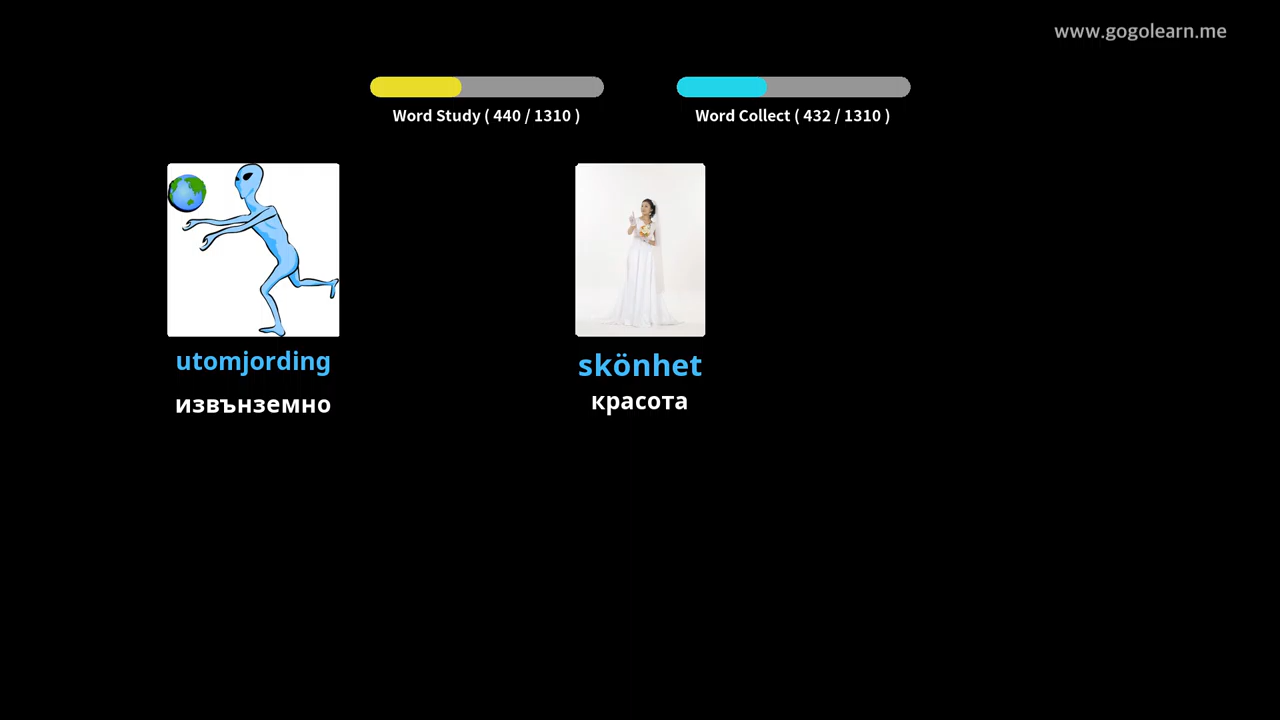 www.gogolearn.me
Word Study ( 440 / 1310 )
Word Collect ( 432 / 1310 )
utomjording
извънземно
skönhet
красота